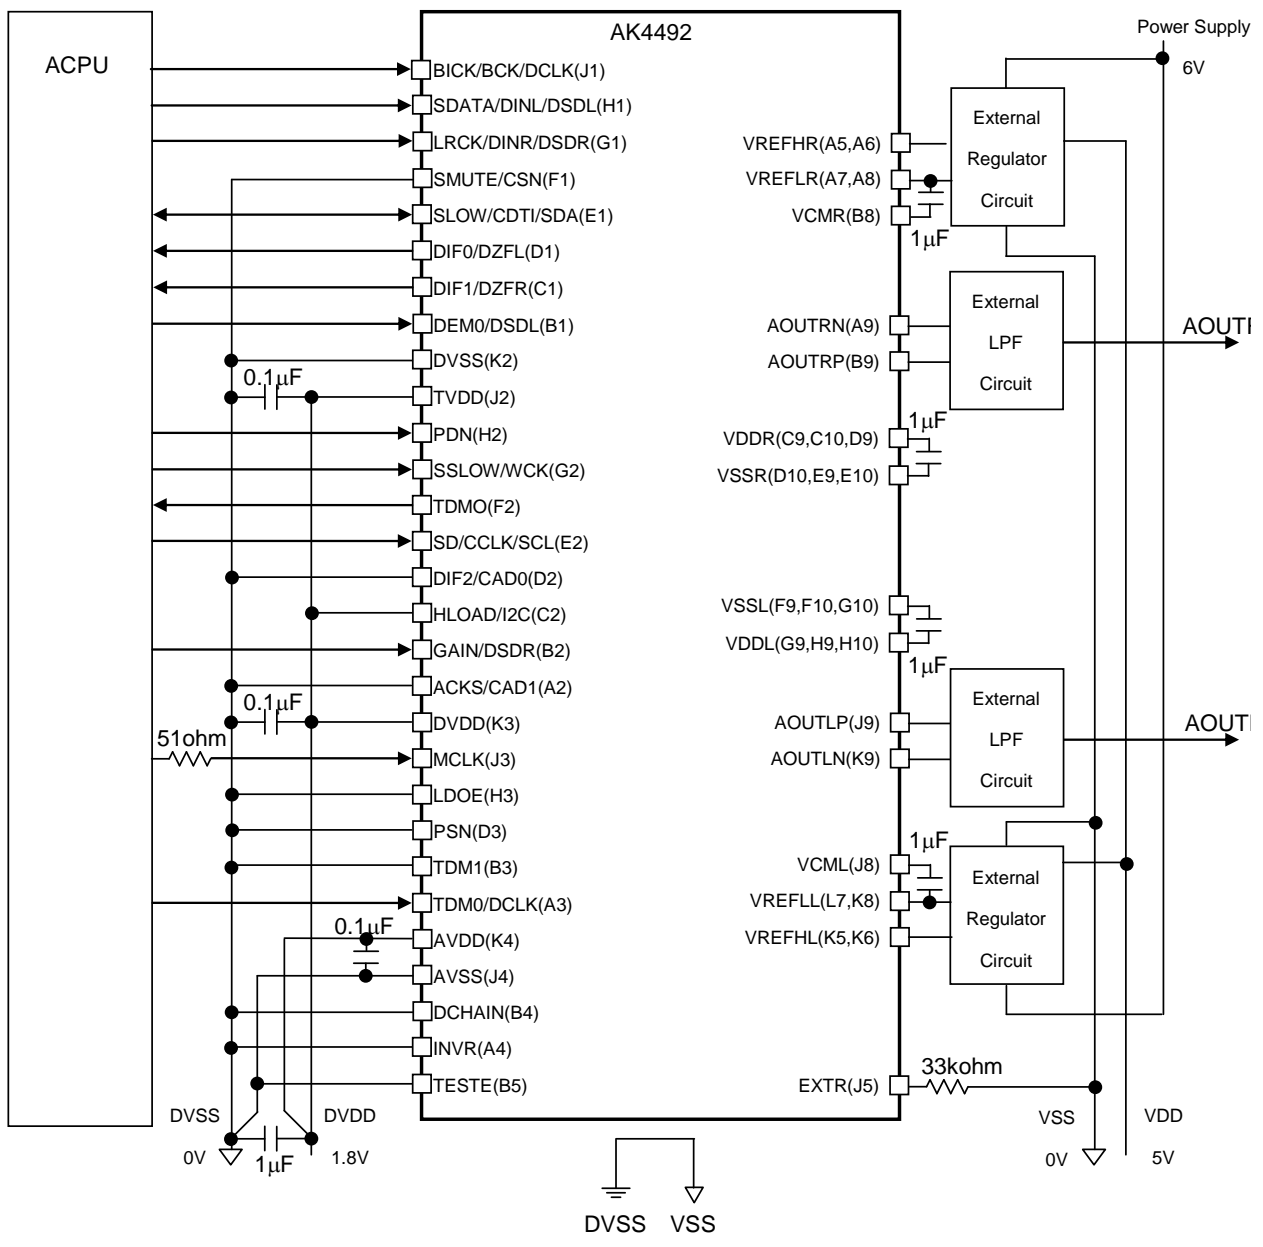 AK4492
Power Supply
6V
ACPU
BICK/BCK/DCLK(J1)
SDATA/DINL/DSDL(H1)
LRCK/DINR/DSDR(G1)
SMUTE/CSN(F1)
SLOW/CDTI/SDA(E1)
DIF0/DZFL(D1)
DIF1/DZFR(C1)
DEM0/DSDL(B1)
DVSS(K2)
0.1μF
TVDD(J2)
PDN(H2)
SSLOW/WCK(G2)
TDMO(F2)
SD/CCLK/SCL(E2)
DIF2/CAD0(D2)
HLOAD/I2C(C2)
GAIN/DSDR(B2)
ACKS/CAD1(A2)
0.1μF
DVDD(K3)
51ohm
MCLK(J3)
LDOE(H3)
PSN(D3)
TDM1(B3)
TDM0/DCLK(A3)
0.1μF
AVDD(K4)
AVSS(J4)
DCHAIN(B4)
INVR(A4)
TESTE(B5)
DVSS
0V
1μF
DVDD
1.8V
VREFHR(A5,A6)
VREFLR(A7,A8)
VCMR(B8)
1μF
External
Regulator
Circuit
AOUTRN(A9)
AOUTRP(B9)
External
LPF
Circuit
1μF
VDDR(C9,C10,D9)
VSSR(D10,E9,E10)
VSSL(F9,F10,G10)
VDDL(G9,H9,H10)
1μF
AOUTLP(J9)
AOUTLN(K9)
External
LPF
Circuit
1μF
VCML(J8)
VREFLL(L7,K8)
VREFHL(K5,K6)
External
Regulator
Circuit
33kohm
EXTR(J5)
VSS
0V
VDD
5V
DVSS
VSS